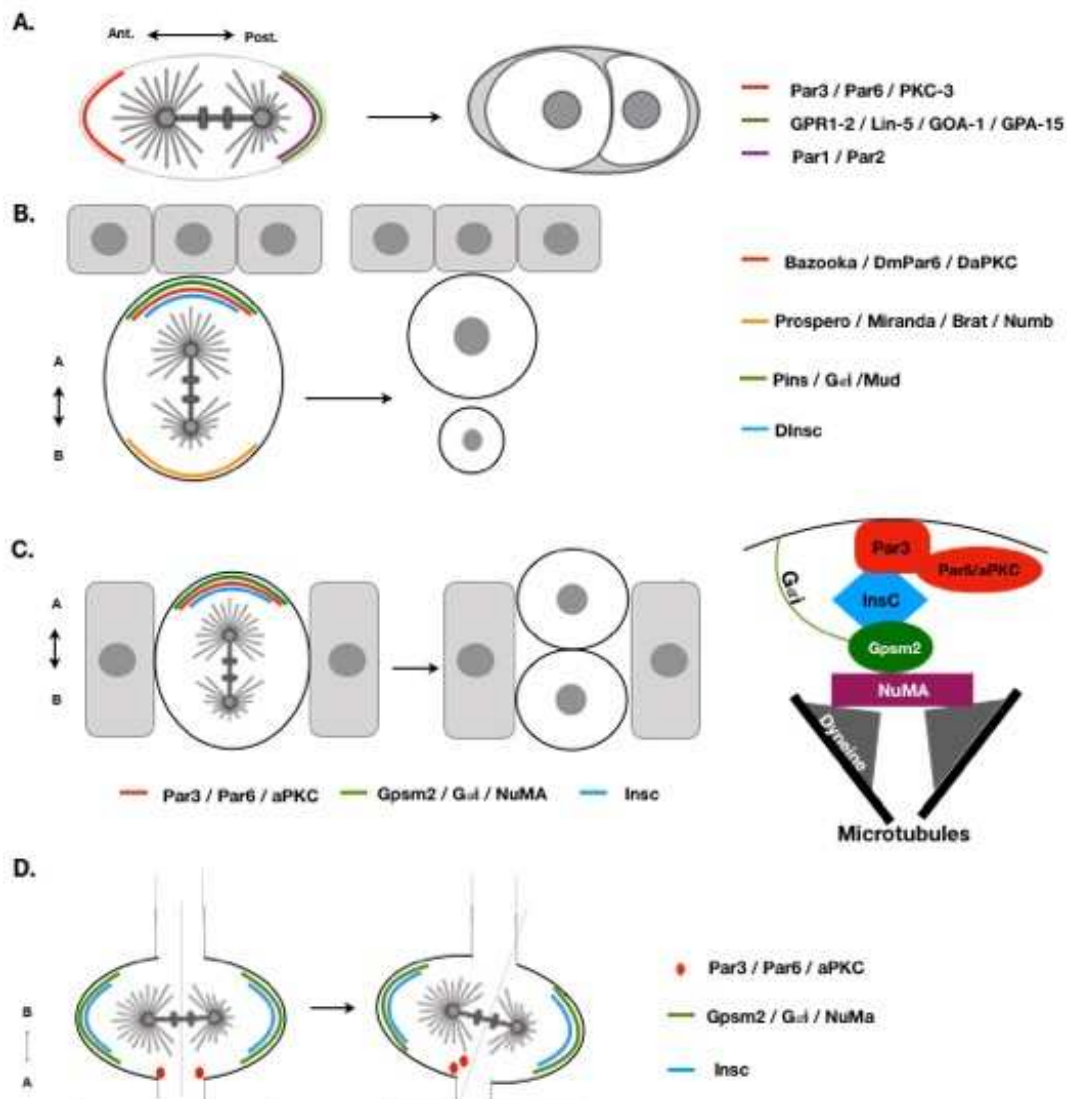 A.
Ant.
Post.
Par3 / Par6 / PKC-3
GPR1-2 / Lin-5 / GOA-1 / GPA-15
Par1 / Par2
B.
A
B
Bazooka / DmPar6 / DaPKC
Prospero / Miranda / Brat / Numb
Pins / Gαi /Mud
DInsc
C.
A
B
Par3 / Par6 / aPKC
Gpsm2 / Gαi / NuMA
Insc
Par3
Par6/aPKC
Gαi
InsC
Gpsm2
NuMA
Dyneine
Microtubules
D.
B
A
Par3 / Par6 / aPKC
Gpsm2 / Gαi / NuMa
Insc